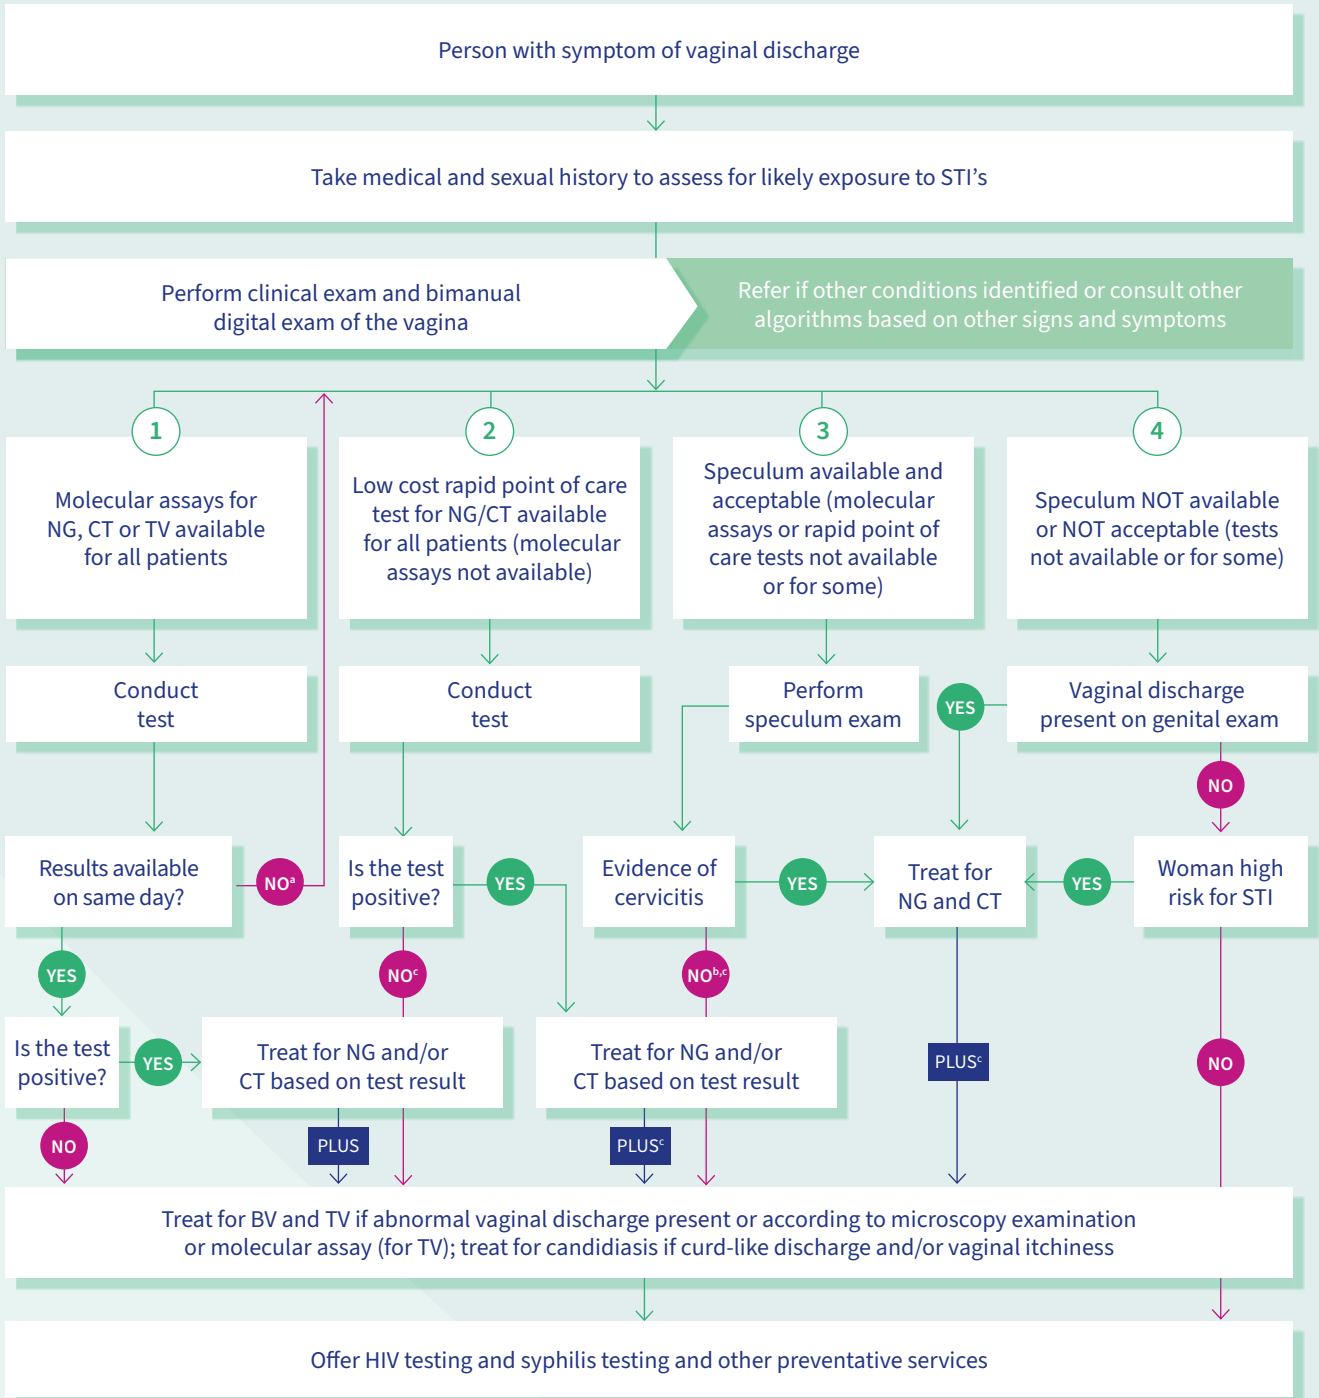 Person with symptom of vaginal discharge
Take medical and sexual history to assess for likely exposure to STI's
Perform clinical exam and bimanual
digital exam of the vagina
Refer if other conditions identified or consult other
algorithms based on other signs and symptoms
1
Molecular assays for
NG, CT or TV available
for all patients
2
Low cost rapid point of care
test for NG/CT available
for all patients (molecular
assays not available)
3
Speculum available and
acceptable (molecular
assays or rapid point of
care tests not available
or for some)
4
Speculum NOT available
or NOT acceptable (tests
not available or for some)
Conduct
test
Conduct
test
Perform
speculum exam
YES
Vaginal discharge
present on genital exam
NO
Results available
on same day?
NOᵃ
Is the test
positive?
YES
Evidence of
cervicitis
YES
Treat for
NG and CT
YES
Woman high
risk for STI
YES
NOᶜ
NOᵇ,ᶜ
Is the test
positive?
YES
Treat for NG and/or
CT based on test result
Treat for NG and/or
CT based on test result
PLUSᶜ
NO
NO
PLUS
PLUSᶜ
Treat for BV and TV if abnormal vaginal discharge present or according to microscopy examination
or molecular assay (for TV); treat for candidiasis if curd-like discharge and/or vaginal itchiness
Offer HIV testing and syphilis testing and other preventative services